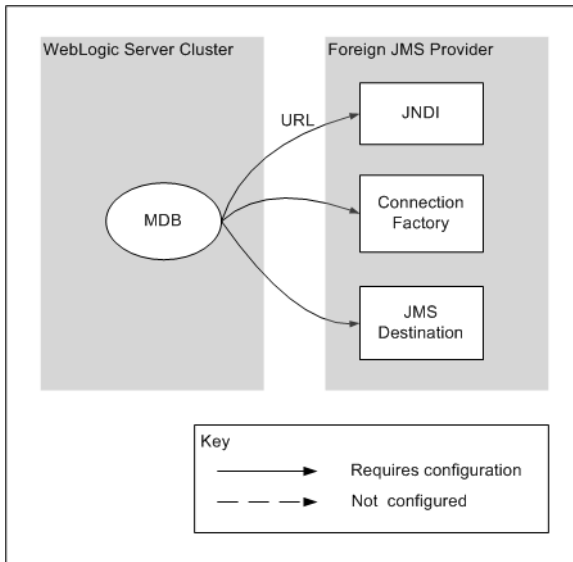 WebLogic Server Cluster
Foreign JMS Provider
URL
JNDI
MDB
Connection
Factory
JMS
Destination
Key
Requires configuration
Not configured